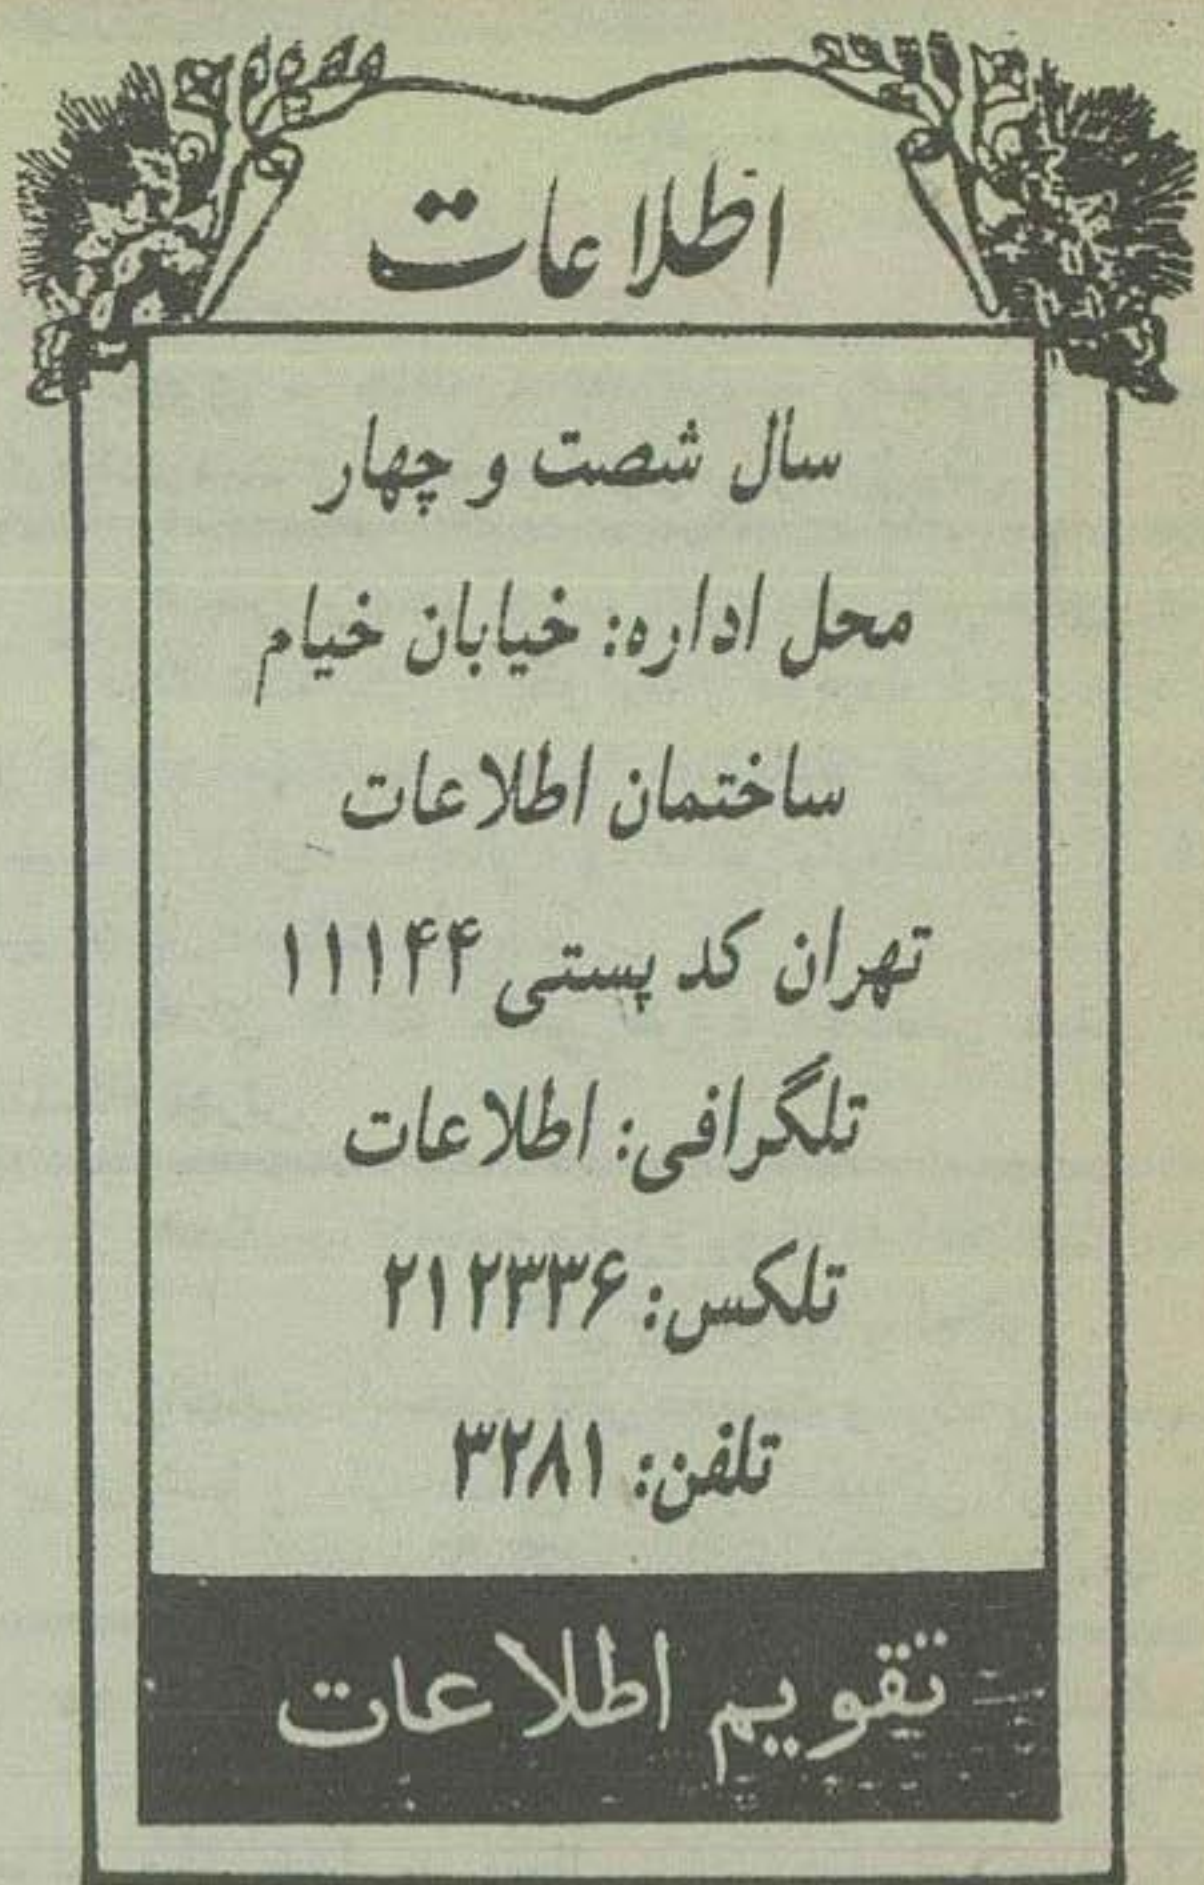 اطلاعات
سال شصت و چهار
محل اداره: خیابان خیام
ساختمان اطلاعات
تهران کد پستی ۱۱۱۴۴
تلگرافی: اطلاعات
تلکس: ۲۱۲۳۳۶
تلفن: ۳۲۸۱
تقویم اطلاعات